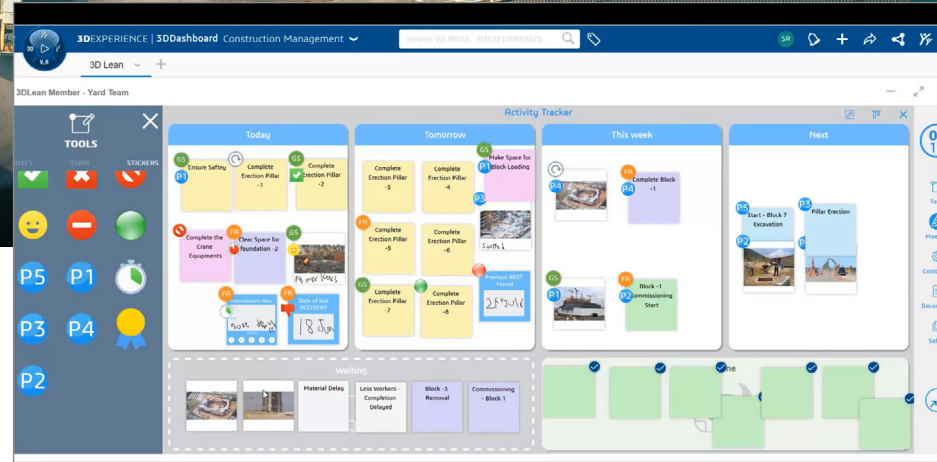 3DEXPERIENCE | 3DDashboard Construction Management
3D Lean
3DLean Member - Yard Team
TOOLS
TEAM
STICKERS
P5
P1
P3
P4
P2
Activity Tracker
Today
GS
Ensure Saftey
P1
Complete
Erection Pillar
-1
GS
Complete
Erection Pillar
-2
Complete the
Crane
Equipments
FR
Clear Space for
foundation -2
GS
FR
FR
Date of last
ACCIDENT
18 Jun
Tomorrow
Complete
Erection Pillar
-3
Complete
Erection Pillar
-4
GS
Make Space for
Block Loading
P1
P3
FR
Complete
Erection Pillar
-5
Complete
Erection Pillar
-6
GS
Complete
Erection Pillar
-7
Complete
Erection Pillar
-8
Previous BEST
Period
This week
P4
FR
Complete Block
-1
P4
GS
P1
FR
Block -1
Commissioning
Start
P2
Next
P5
Start - Block 7
Excavation
P2
P3
Pillar Erection
Waiting
Material Delay
Less Workers -
Completion
Delayed
Block -3
Removal
Commissioning
- Block 1
SR